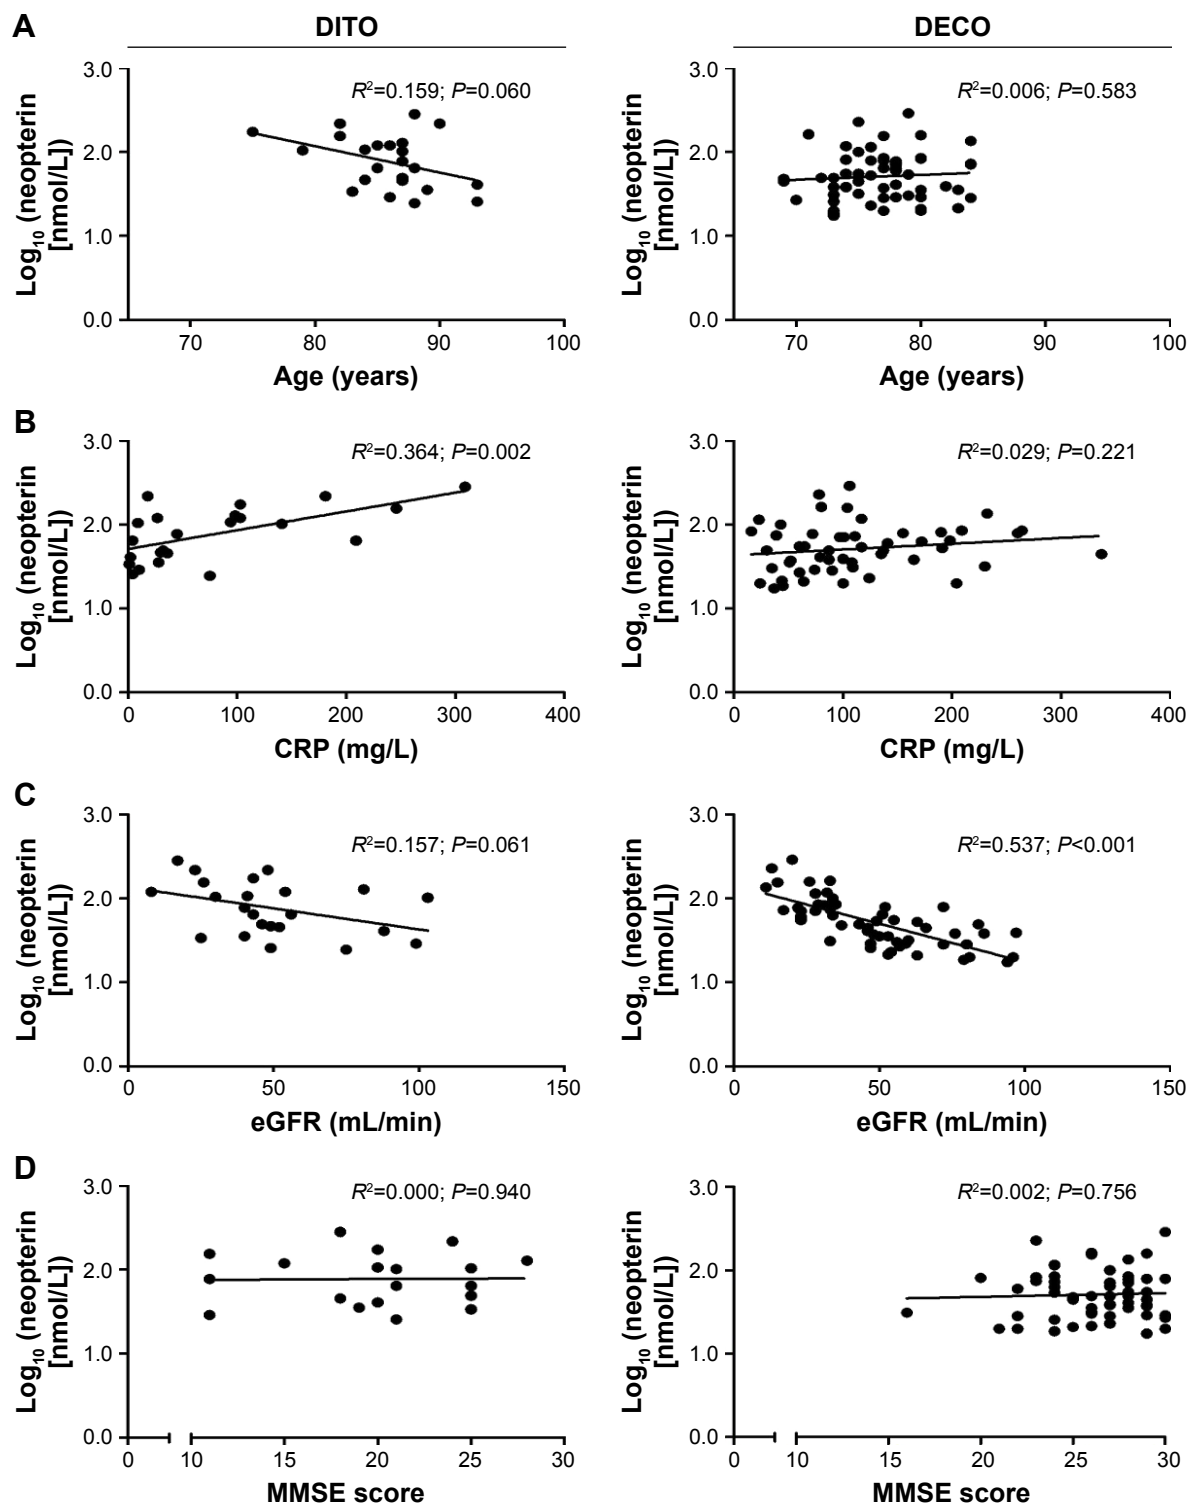 A
DITO
DECO
R²=0.159; P=0.060
R²=0.006; P=0.583
3.0
2.0
1.0
0.0
Log₁₀ (neopterin
[nmol/L])
70 80 90 100
Age (years)
3.0
2.0
1.0
0.0
Log₁₀ (neopterin
[nmol/L])
70 80 90 100
Age (years)
B
R²=0.364; P=0.002
R²=0.029; P=0.221
3.0
2.0
1.0
0.0
Log₁₀ (neopterin
[nmol/L])
0 100 200 300 400
CRP (mg/L)
3.0
2.0
1.0
0.0
Log₁₀ (neopterin
[nmol/L])
0 100 200 300 400
CRP (mg/L)
C
R²=0.157; P=0.061
R²=0.537; P<0.001
3.0
2.0
1.0
0.0
Log₁₀ (neopterin
[nmol/L])
0 50 100 150
eGFR (mL/min)
3.0
2.0
1.0
0.0
Log₁₀ (neopterin
[nmol/L])
0 50 100 150
eGFR (mL/min)
D
R²=0.000; P=0.940
R²=0.002; P=0.756
3.0
2.0
1.0
0.0
Log₁₀ (neopterin
[nmol/L])
0 10 15 20 25 30
MMSE score
3.0
2.0
1.0
0.0
Log₁₀ (neopterin
[nmol/L])
0 10 15 20 25 30
MMSE score